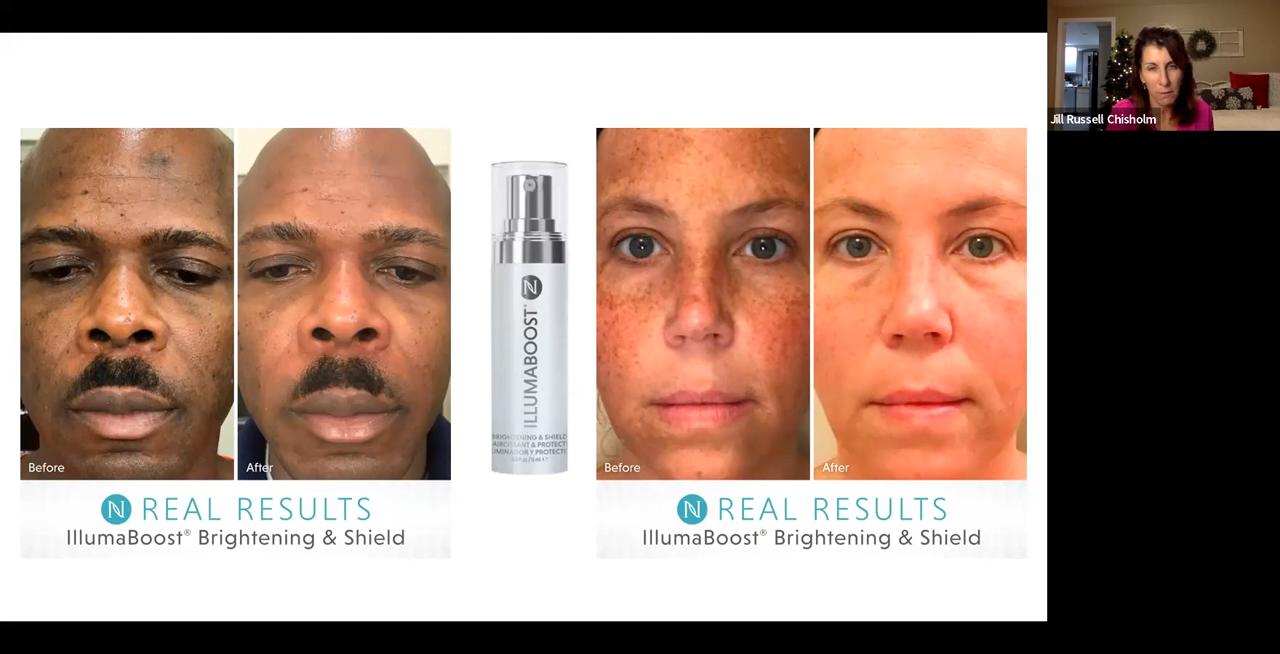 Jill Russell Chisholm
N
ILLUMABOOST®
BRIGHTENING & SHIELD
Before
After
Before
After
N REAL RESULTS
IllumaBoost® Brightening & Shield
N REAL RESULTS
IllumaBoost® Brightening & Shield